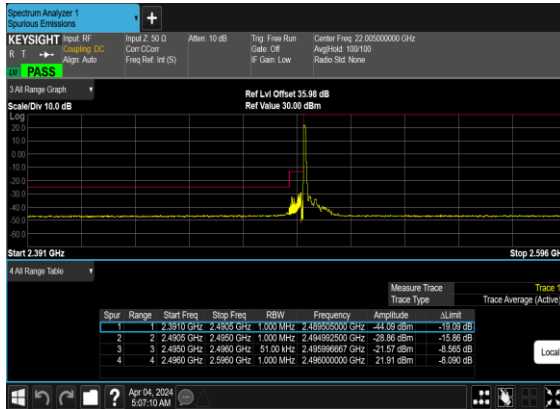 Spectrum Analyzer 1
Spurious Emissions
+
KEYSIGHT Input: RF Input Z: 50 Ω Atten: 10 dB Trig: Free Run Center Freq: 22.005000000 GHz
R T Coupling: DC Corr CCorr Gate: Off Avg|Hold: 100/100
Align: Auto Freq Ref: Int (S) IF Gain: Low Radio Std: None
LV PASS
3 All Range Graph
Ref Lvl Offset 35.98 dB
Scale/Div 10.0 dB Ref Value 30.00 dBm
Log
20.0
10.0
0.00
-10.0
-20.0
-30.0
-40.0
-50.0
-60.0
Start 2.391 GHz Stop 2.596 GH
4 All Range Table
Measure Trace Trace 1
Trace Type Trace Average (Active)
Spur Range Start Freq Stop Freq RBW Frequency Amplitude ΔLimit
1 1 2.3910 GHz 2.4905 GHz 1.000 MHz 2.489505000 GHz -44.09 dBm -19.09 dB
2 2 2.4905 GHz 2.4950 GHz 1.000 MHz 2.494992500 GHz -28.86 dBm -15.86 dB
3 3 2.4950 GHz 2.4960 GHz 51.00 kHz 2.495996667 GHz -21.57 dBm -8.565 dB
4 4 2.4960 GHz 2.5960 GHz 1.000 MHz 2.496000000 GHz 21.91 dBm -8.090 dB
Local
? Apr 04, 2024
5:07:10 AM